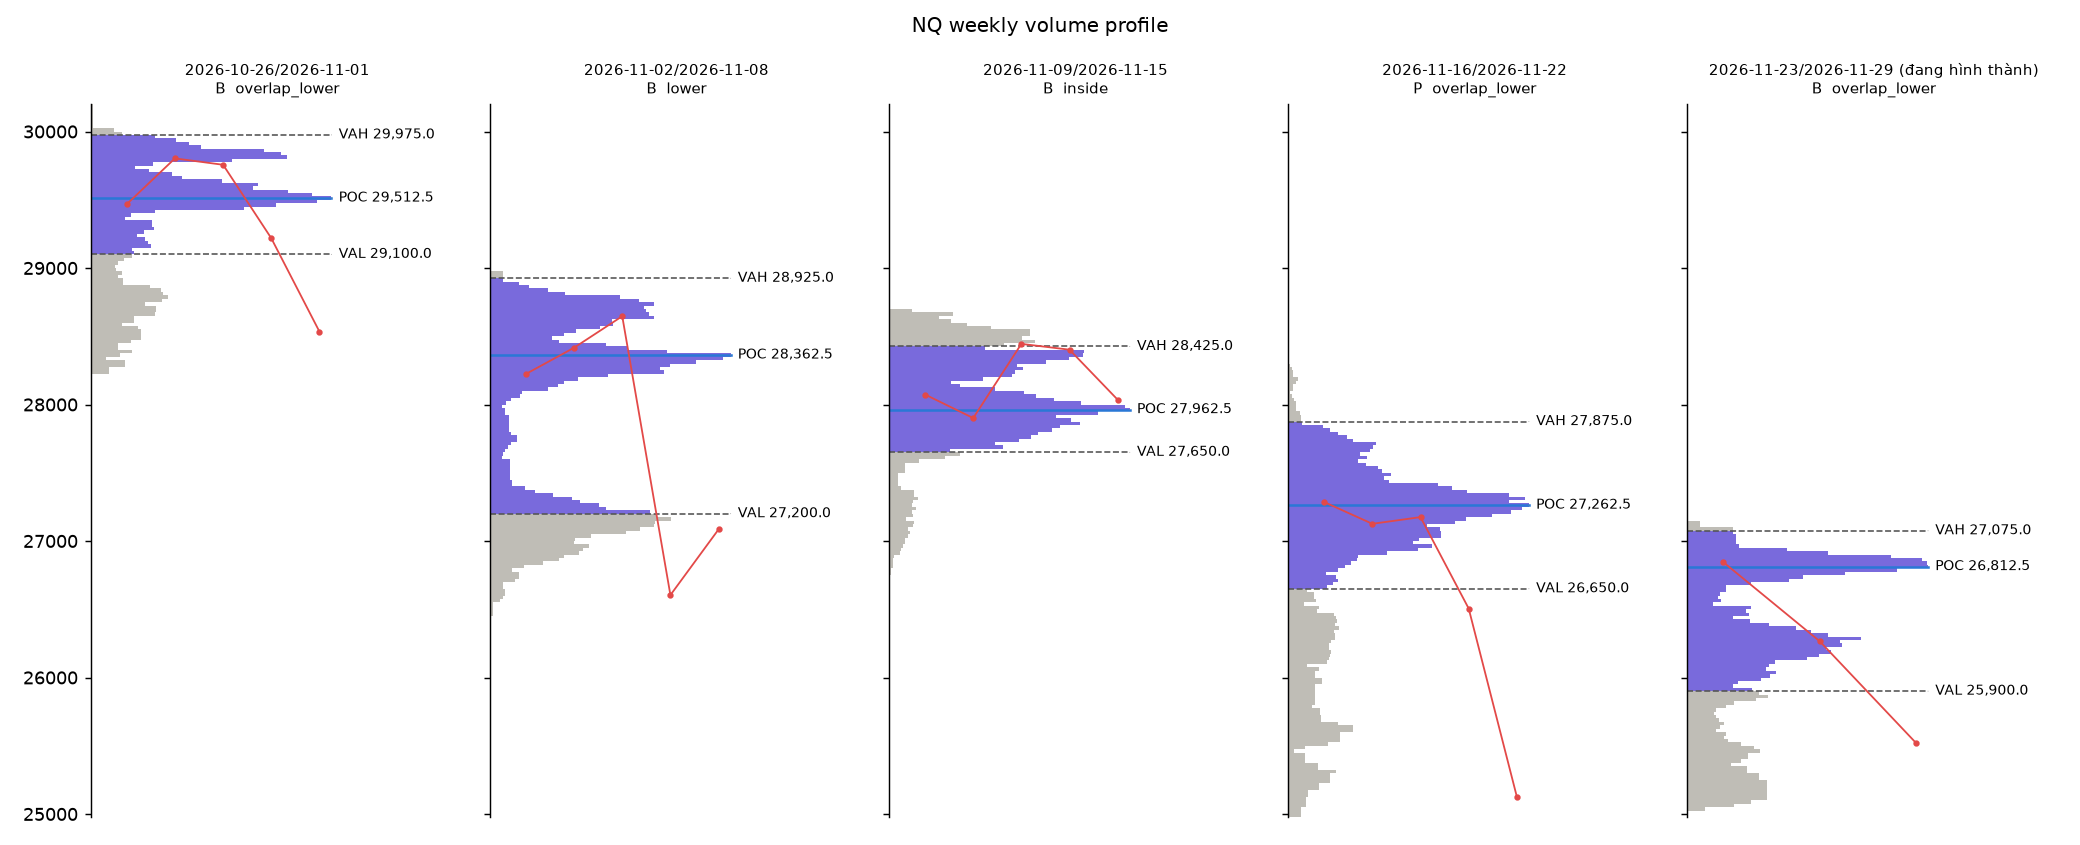 NQ weekly volume profile
2026-10-26/2026-11-01
B  overlap_lower
30000
29000
28000
27000
26000
25000
VAH 29,975.0
POC 29,512.5
VAL 29,100.0
2026-11-02/2026-11-08
B  lower
VAH 28,925.0
POC 28,362.5
VAL 27,200.0
2026-11-09/2026-11-15
B  inside
VAH 28,425.0
POC 27,962.5
VAL 27,650.0
2026-11-16/2026-11-22
P  overlap_lower
VAH 27,875.0
POC 27,262.5
VAL 26,650.0
2026-11-23/2026-11-29 (đang hình thành)
B  overlap_lower
VAH 27,075.0
POC 26,812.5
VAL 25,900.0